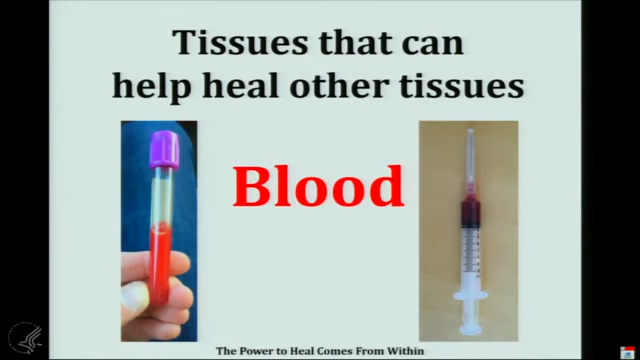 Tissues that can
help heal other tissues
Blood
The Power to Heal Comes From Within